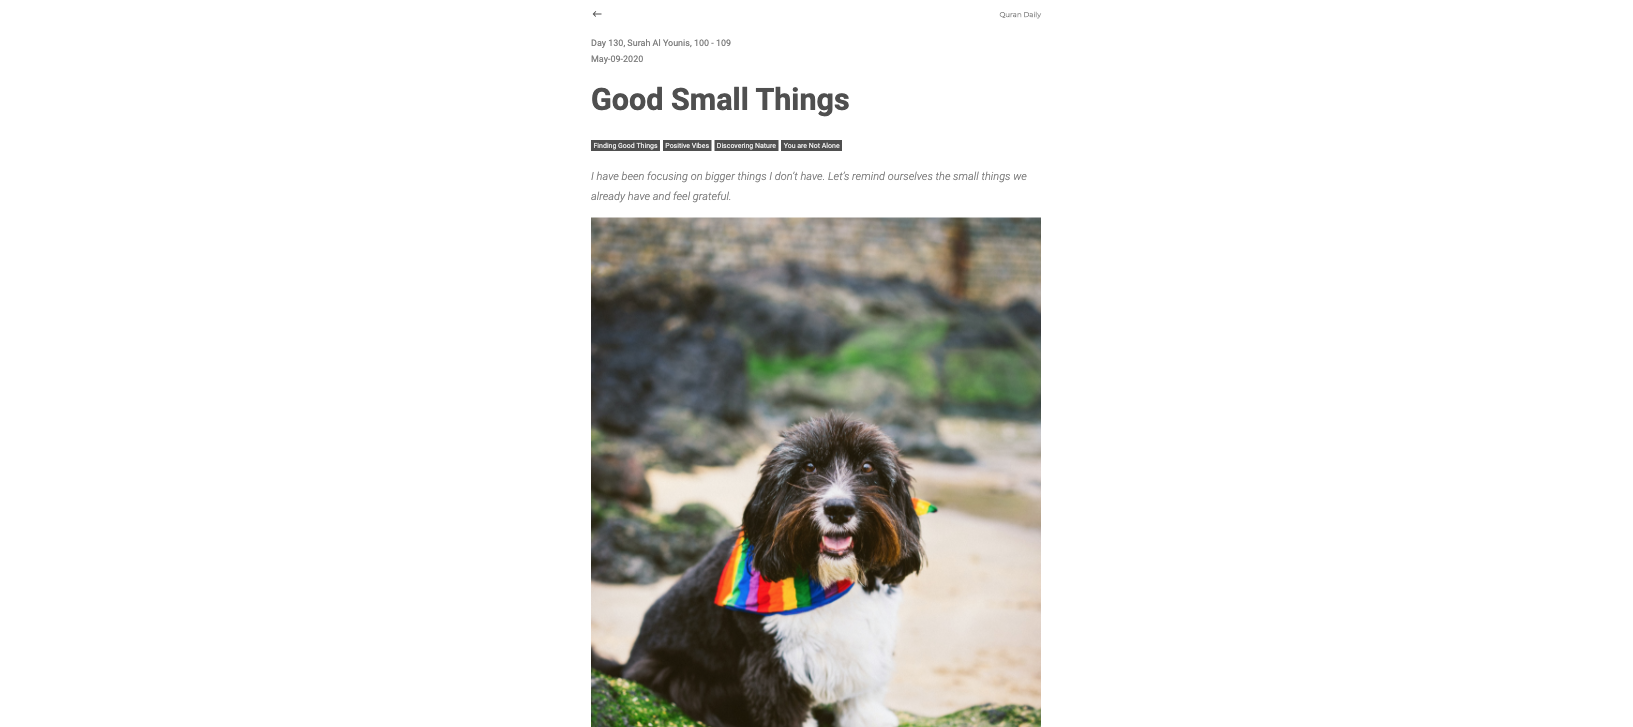 Quran Daily
Day 130, Surah Al Younis, 100 - 109
May-09-2020
Good Small Things
Finding Good Things Positive Vibes Discovering Nature You are Not Alone
I have been focusing on bigger things I don't have. Let's remind ourselves the small things we
already have and feel grateful.